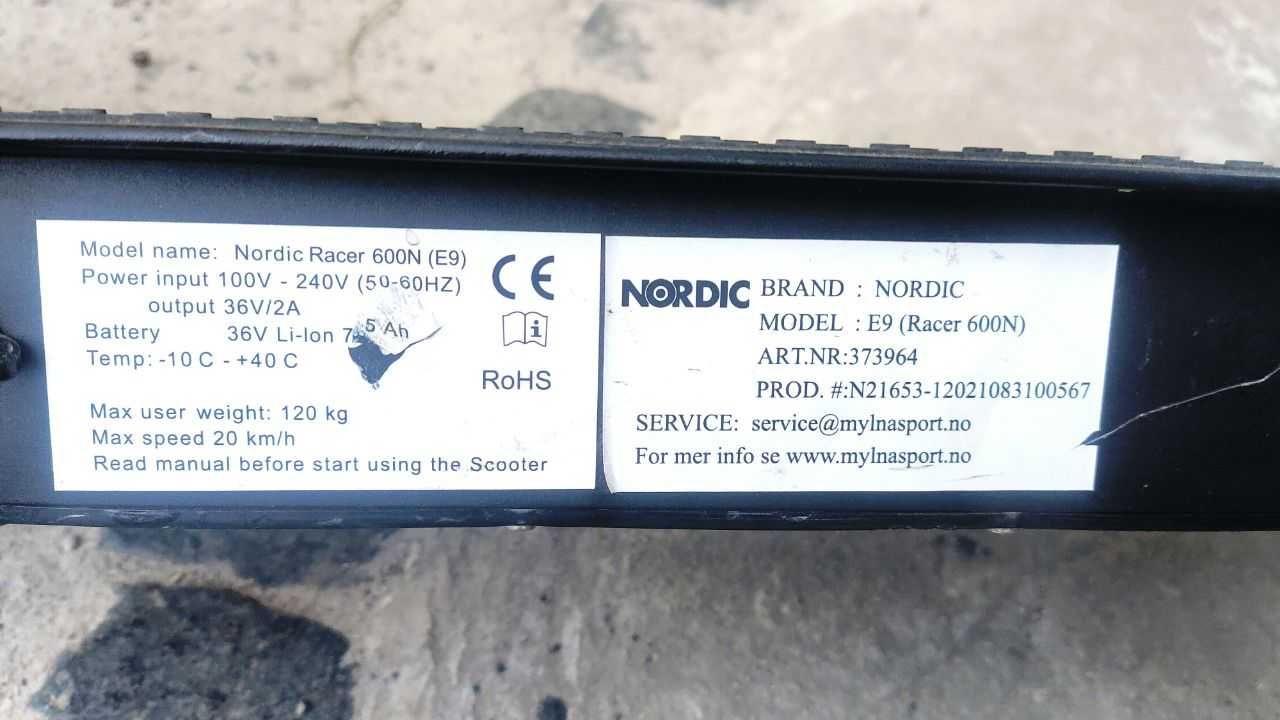 Model name: Nordic Racer 600N (E9)
Power input 100V - 240V (50-60HZ)
output 36V/2A
Battery 36V Li-Ion 5 Ah
Temp: -10 C - +40 C
CE
RoHS
Max user weight: 120 kg
Max speed 20 km/h
Read manual before start using the Scooter
NORDIC
BRAND : NORDIC
MODEL : E9 (Racer 600N)
ART.NR:373964
PROD. #:N21653-12021083100567
SERVICE: service@mylnasport.no
For mer info se www.mylnasport.no